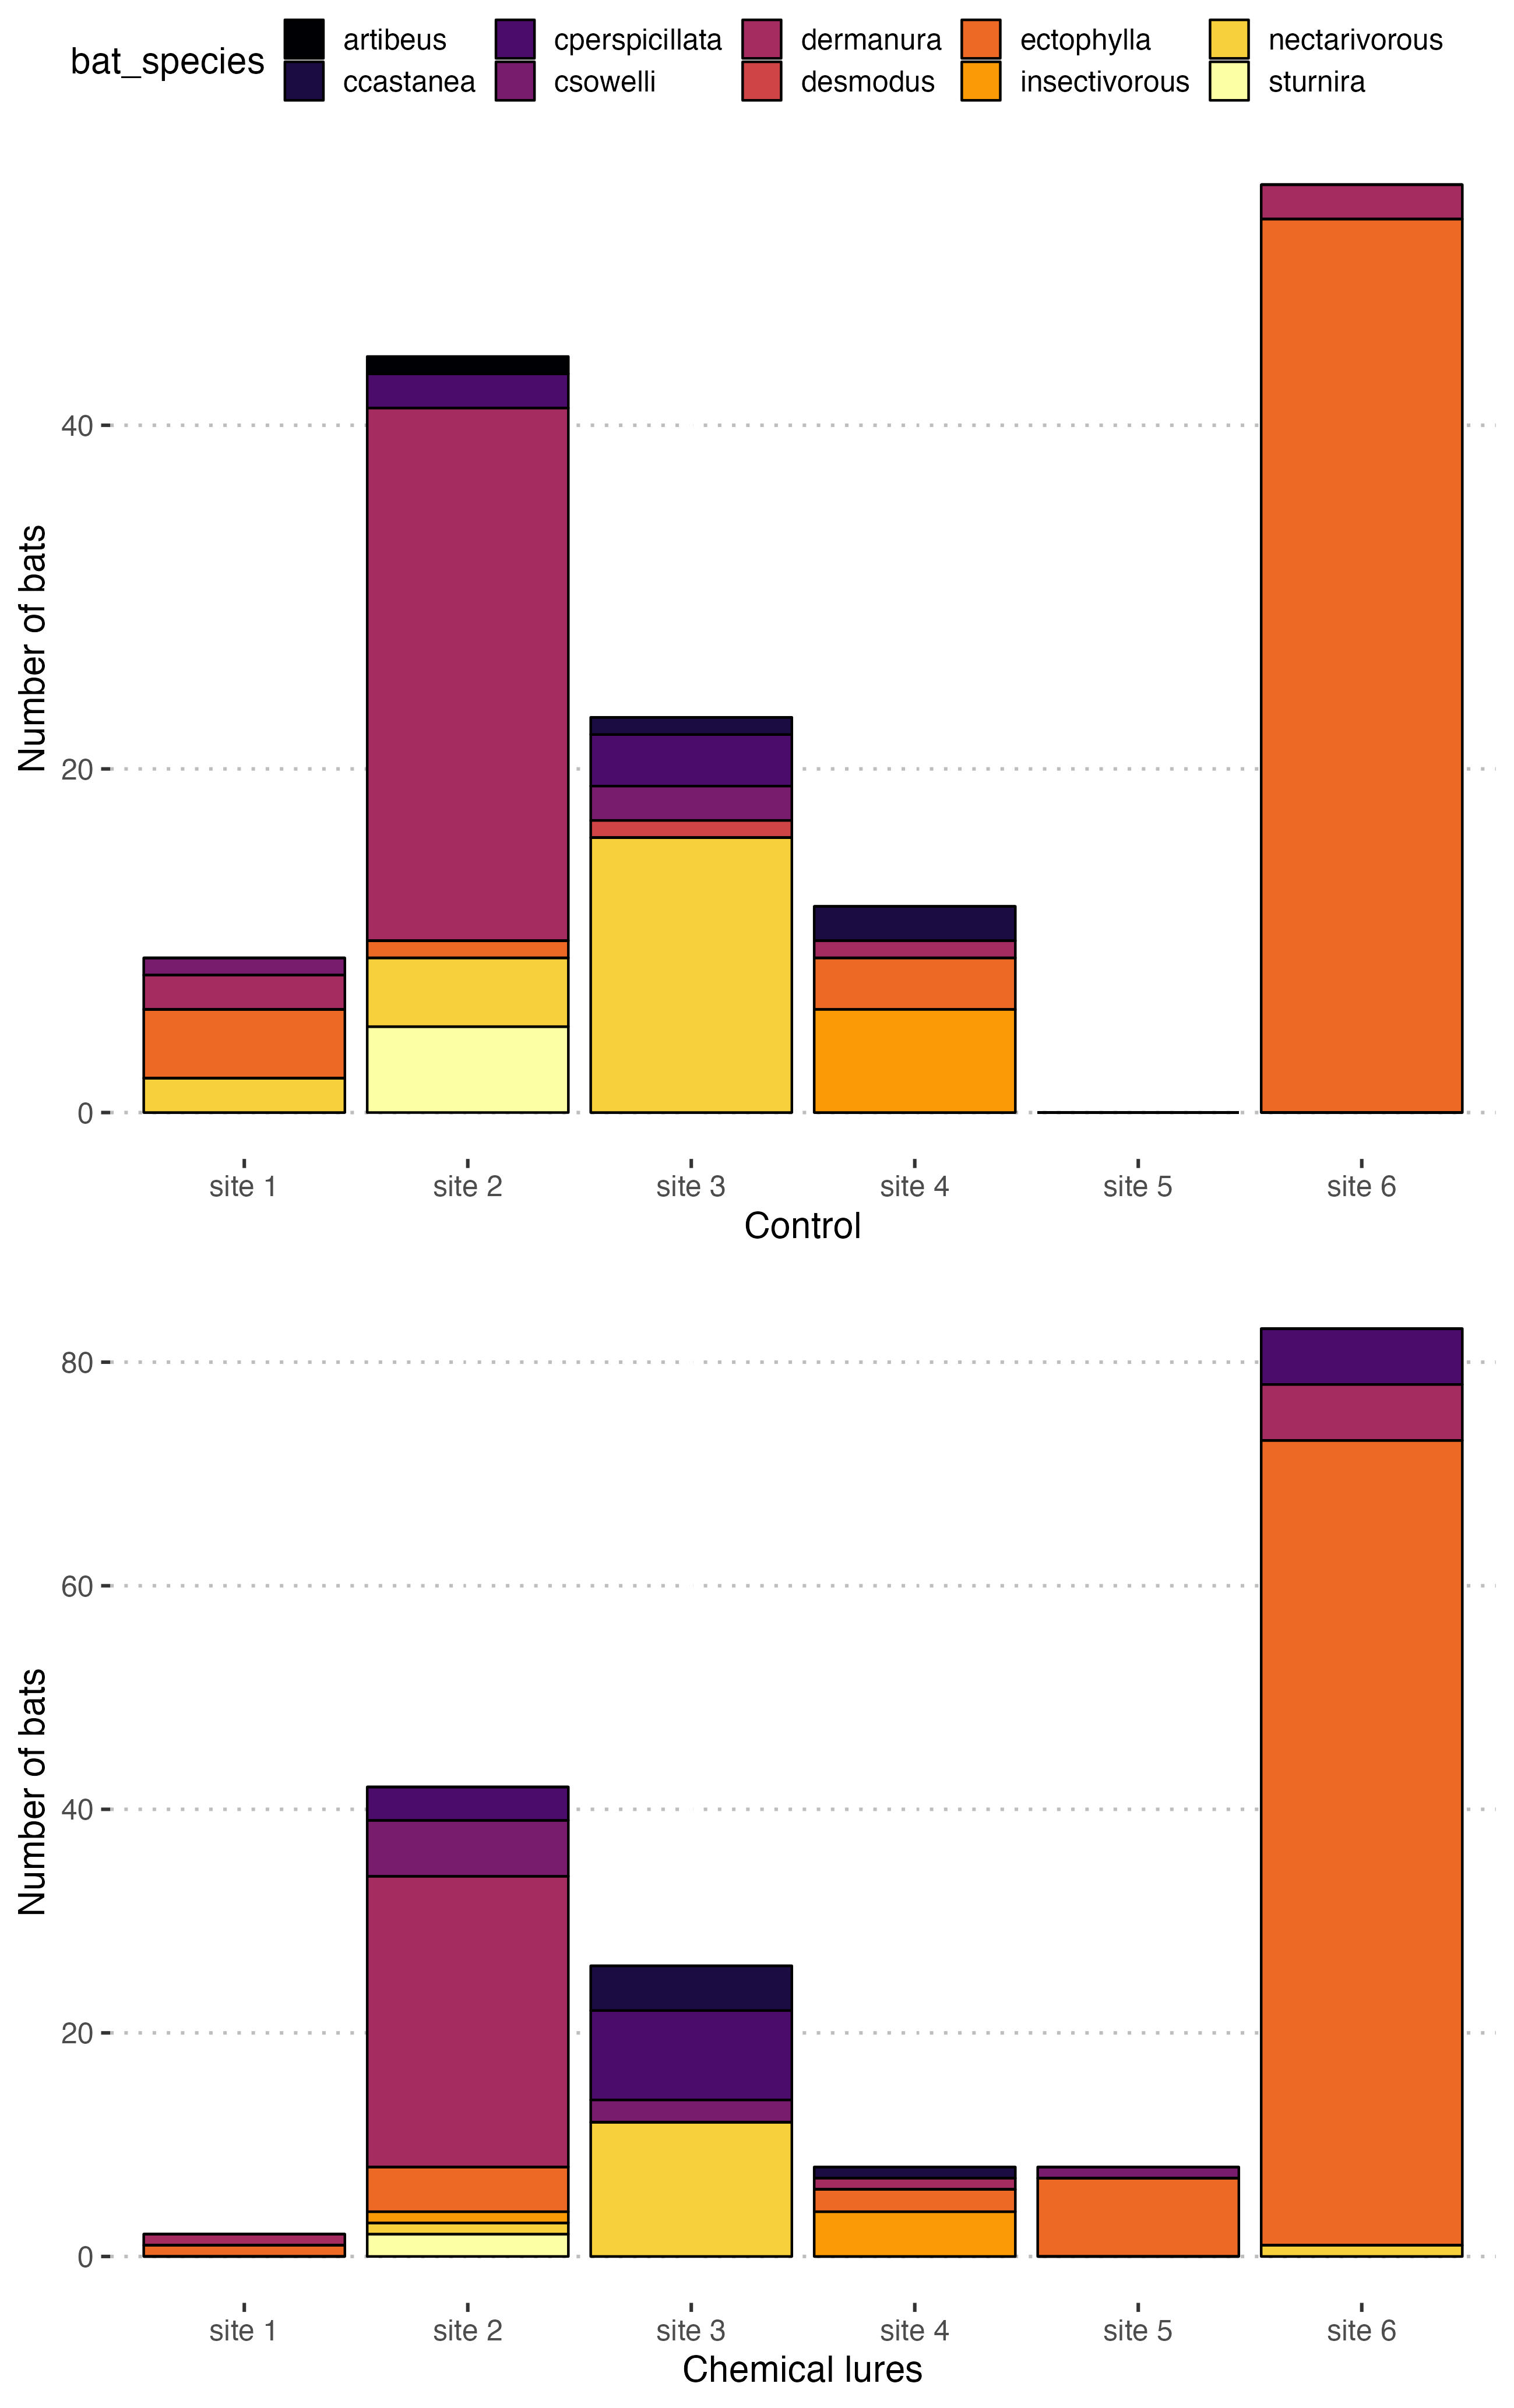 bat_species
artibeus cperspicillata dermanura ectophylla nectarivorous
ccastanea csowelli desmodus insectivorous sturnira
Number of bats
40
20
0
site 1 site 2 site 3 site 4 site 5 site 6
Control
Number of bats
80
60
40
20
0
site 1 site 2 site 3 site 4 site 5 site 6
Chemical lures